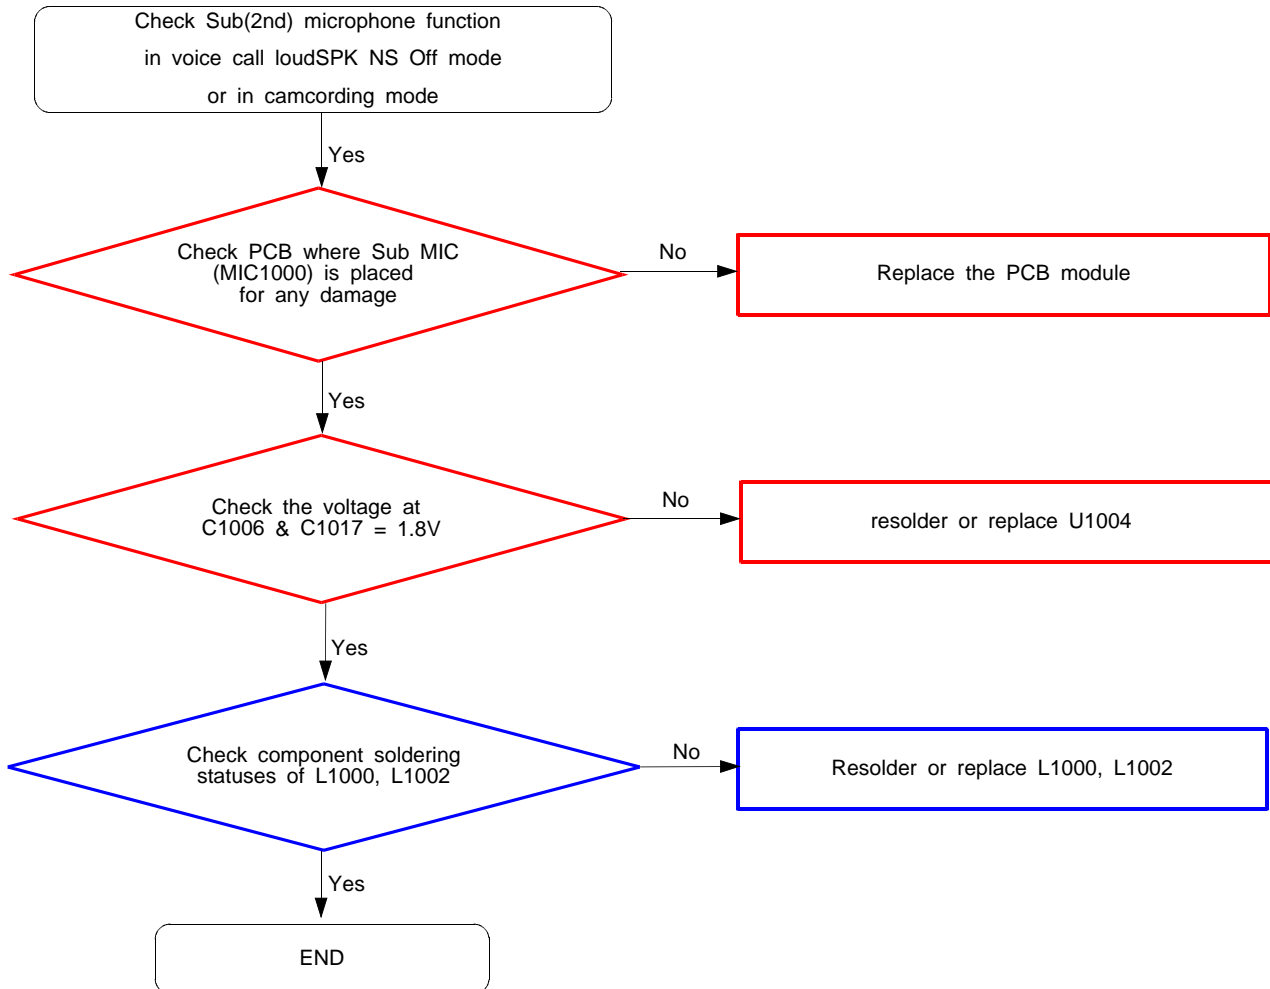 Check Sub(2nd) microphone function
in voice call loudSPK NS Off mode
or in camcording mode
Yes
Check PCB where Sub MIC
(MIC1000) is placed
for any damage
No
Replace the PCB module
Yes
Check the voltage at
C1006 & C1017 = 1.8V
No
resolder or replace U1004
Yes
Check component soldering
statuses of L1000, L1002
No
Resolder or replace L1000, L1002
Yes
END